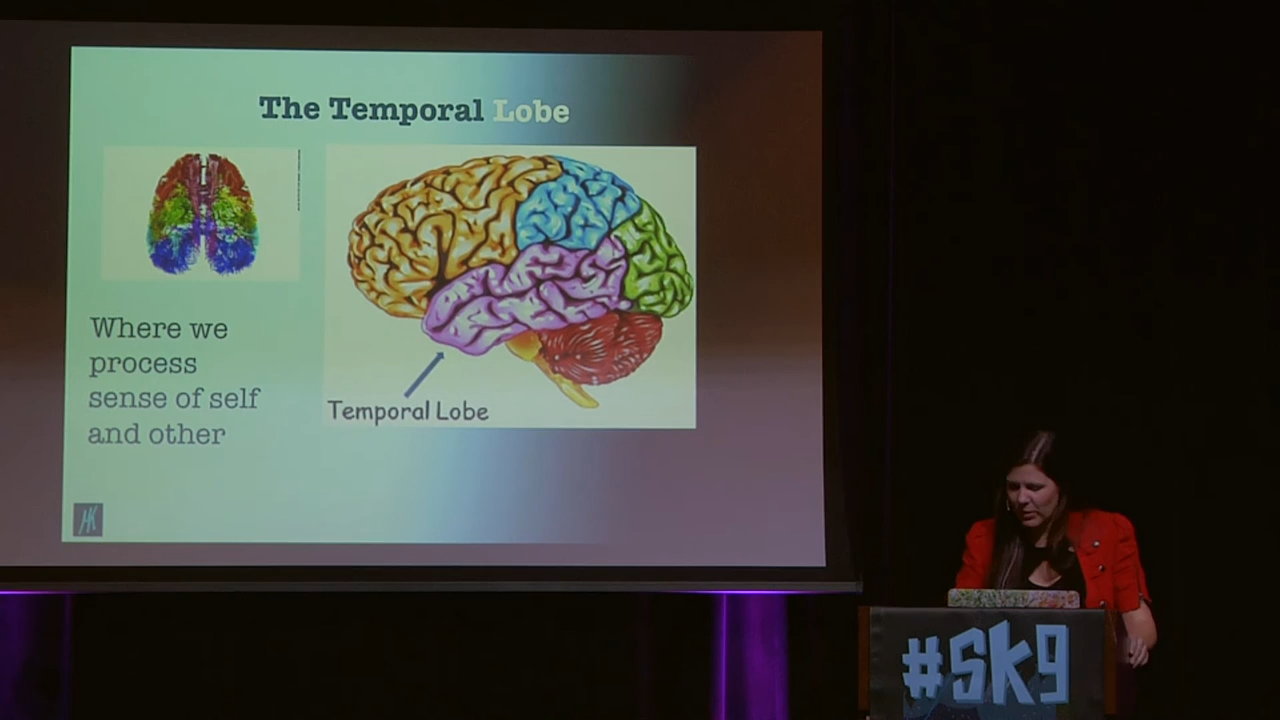 The Temporal Lobe
Where we
process
sense of self
and other
Temporal Lobe
HK
#SK9